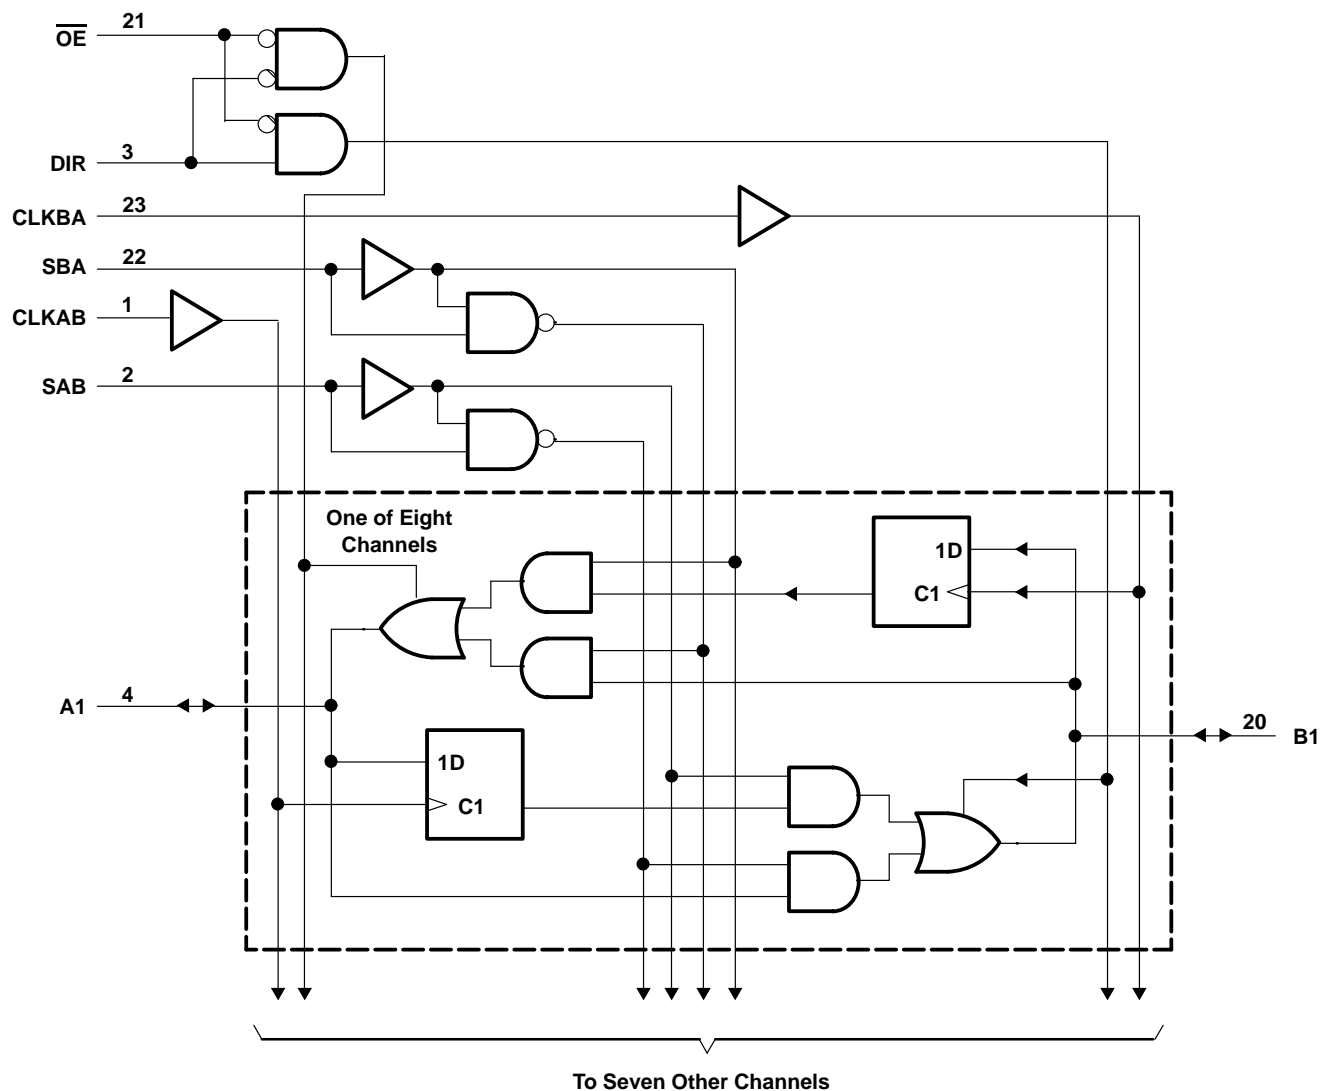 21
O̅E̅
3
DIR
23
CLKBA
22
SBA
1
CLKAB
2
SAB
One of Eight
Channels
1D
C1
4
A1
20
B1
1D
C1
To Seven Other Channels